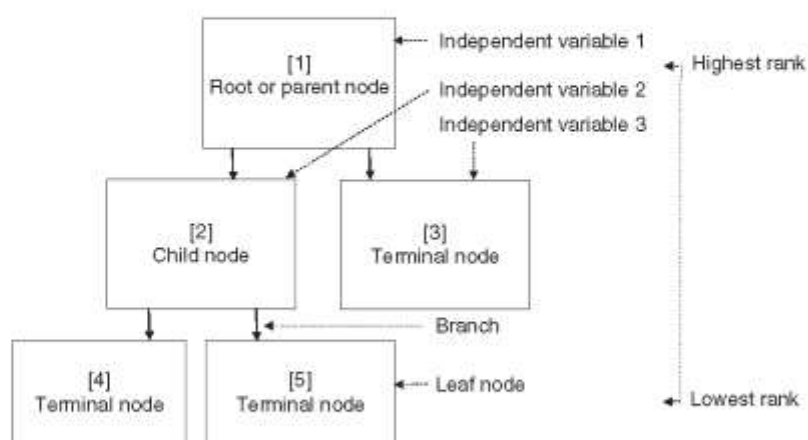 [1]
Root or parent node
Independent variable 1
Highest rank
Independent variable 2
Independent variable 3
[2]
Child node
[3]
Terminal node
Branch
[4]
Terminal node
[5]
Terminal node
Leaf node
Lowest rank